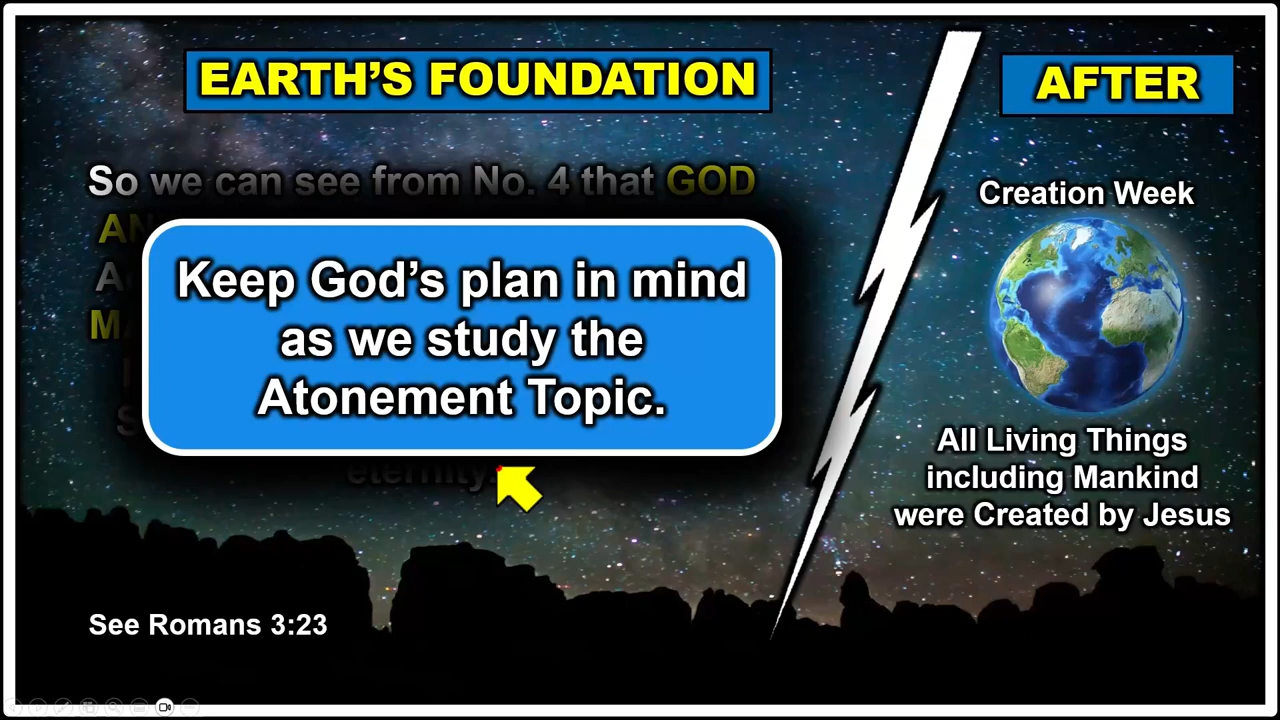 EARTH’S FOUNDATION
AFTER
So we can see from No. 4 that GOD
Keep God’s plan in mind
as we study the
Atonement Topic.
eternity.
Creation Week
All Living Things
including Mankind
were Created by Jesus
See Romans 3:23